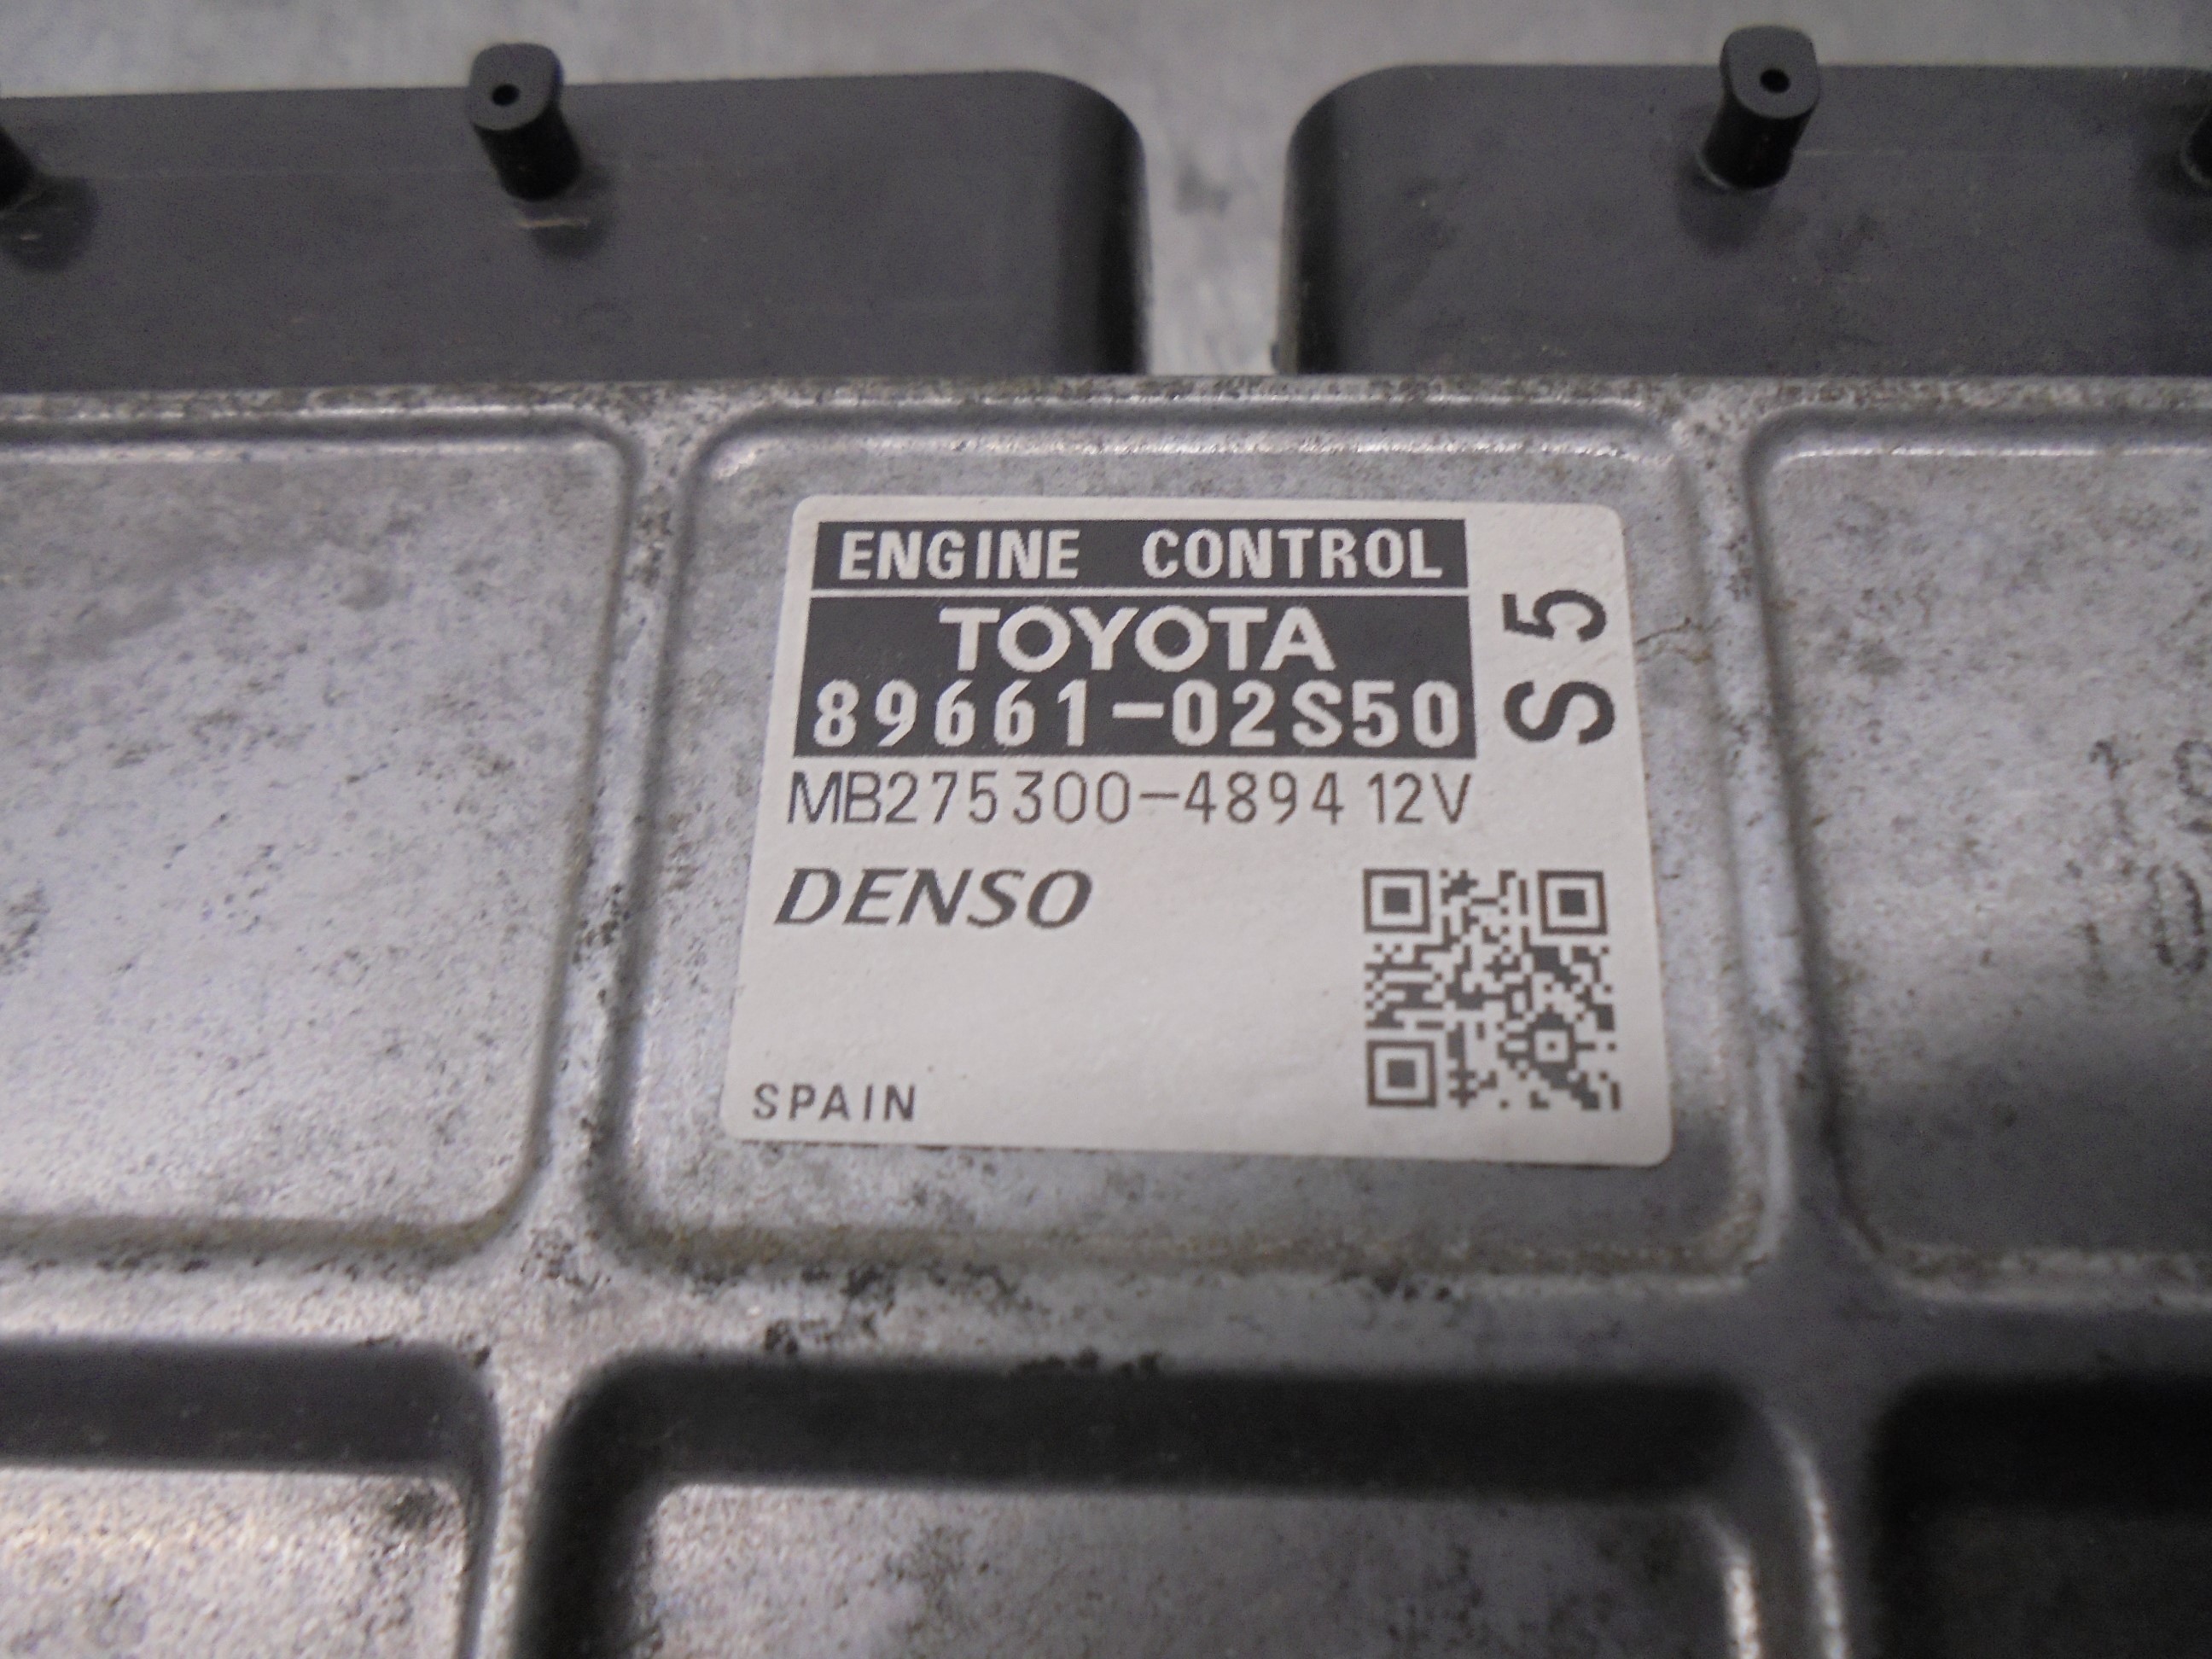 ENGINE CONTROL
TOYOTA
89661-02S50
S5
MB275300-4894 12V
DENSO
SPAIN